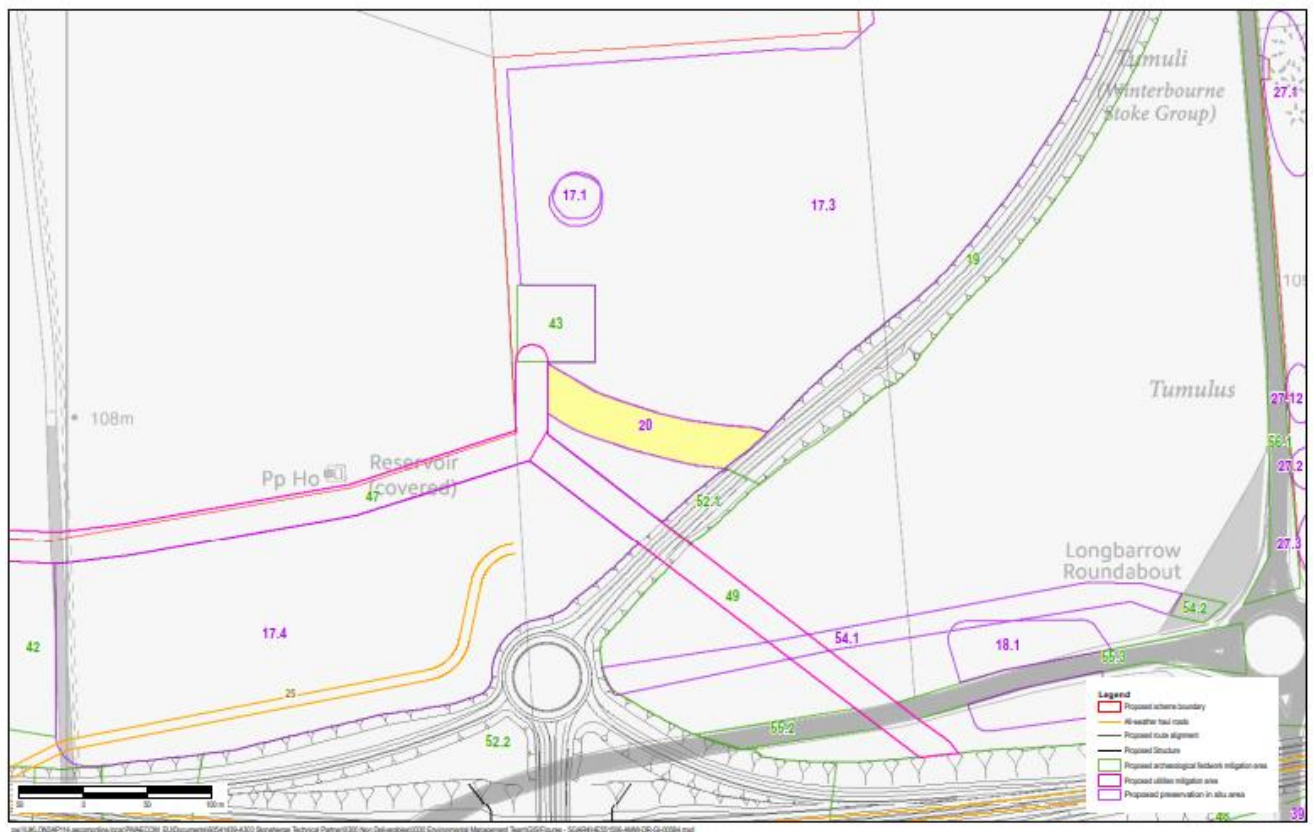 Tumuli
(Winterbourne
Stoke Group)
27.1
17.1
17.3
19
43
108m
20
Tumulus
27.12
56.1
27.2
Pp Ho
Reservoir
(covered)
47
52.1
27.3
Longbarrow
Roundabout
49
54.2
17.4
42
54.1
18.1
55.3
25
52.2
55.2
Legend
Proposed scheme boundary
All-weather haul roads
Proposed route alignment
Proposed Structure
Proposed archaeological fieldwork mitigation area
Proposed utilities mitigation area
Proposed preservation in situ area
50 0 50 100 m
39